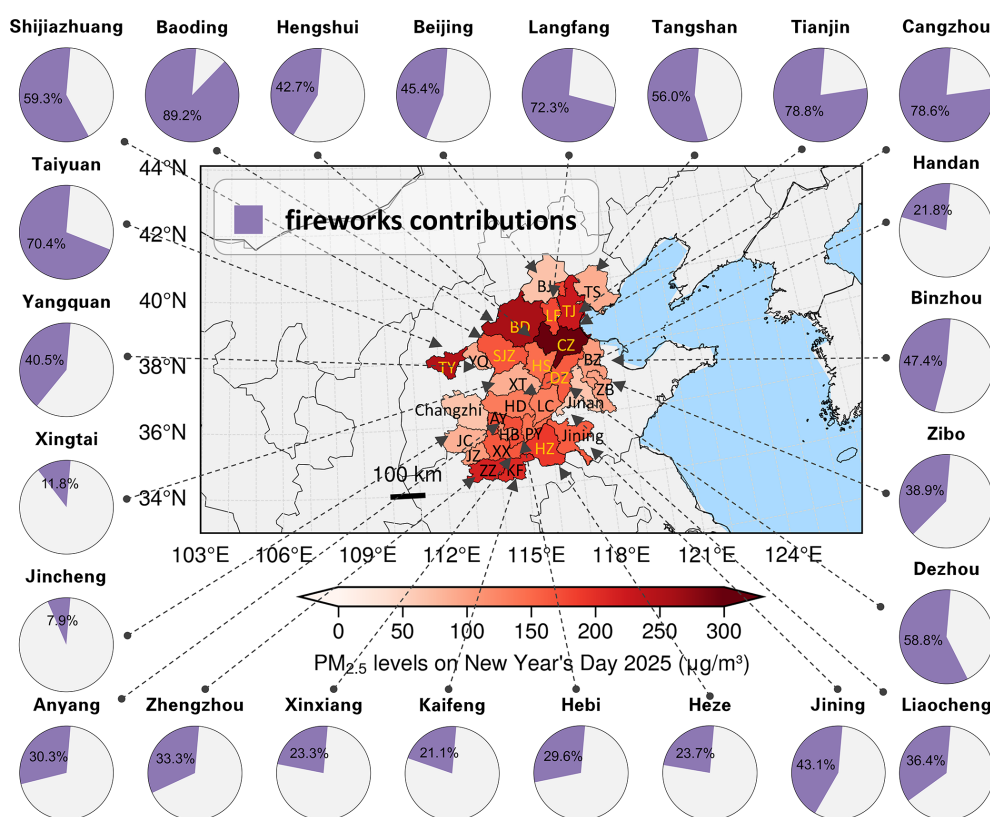 Shijiazhuang Baoding Hengshui Beijing Langfang Tangshan Tianjin Cangzhou
59.3% 89.2% 42.7% 45.4% 72.3% 56.0% 78.8% 78.6%
Taiyuan
70.4%
Yangquan
40.5%
Xingtai
11.8%
Jincheng
7.9%
Handan
21.8%
Binzhou
47.4%
Zibo
38.9%
Dezhou
58.8%
fireworks contributions
44°N
42°N
40°N
38°N
36°N
34°N
BJ
TS
LF TJ
BD
CZ
SJZ
BZ
TY YQ
HS
DZ
XT
ZB
Changzhi HD LC Jinan
AY
JC HB PY Jining
JZ XX HZ
ZZ KF
100 km
103°E 106°E 109°E 112°E 115°E 118°E 121°E 124°E
0 50 100 150 200 250 300
PM2.5 levels on New Year's Day 2025 (μg/m³)
Anyang Zhengzhou Xinxiang Kaifeng Hebi Heze Jining Liaocheng
30.3% 33.3% 23.3% 21.1% 29.6% 23.7% 43.1% 36.4%